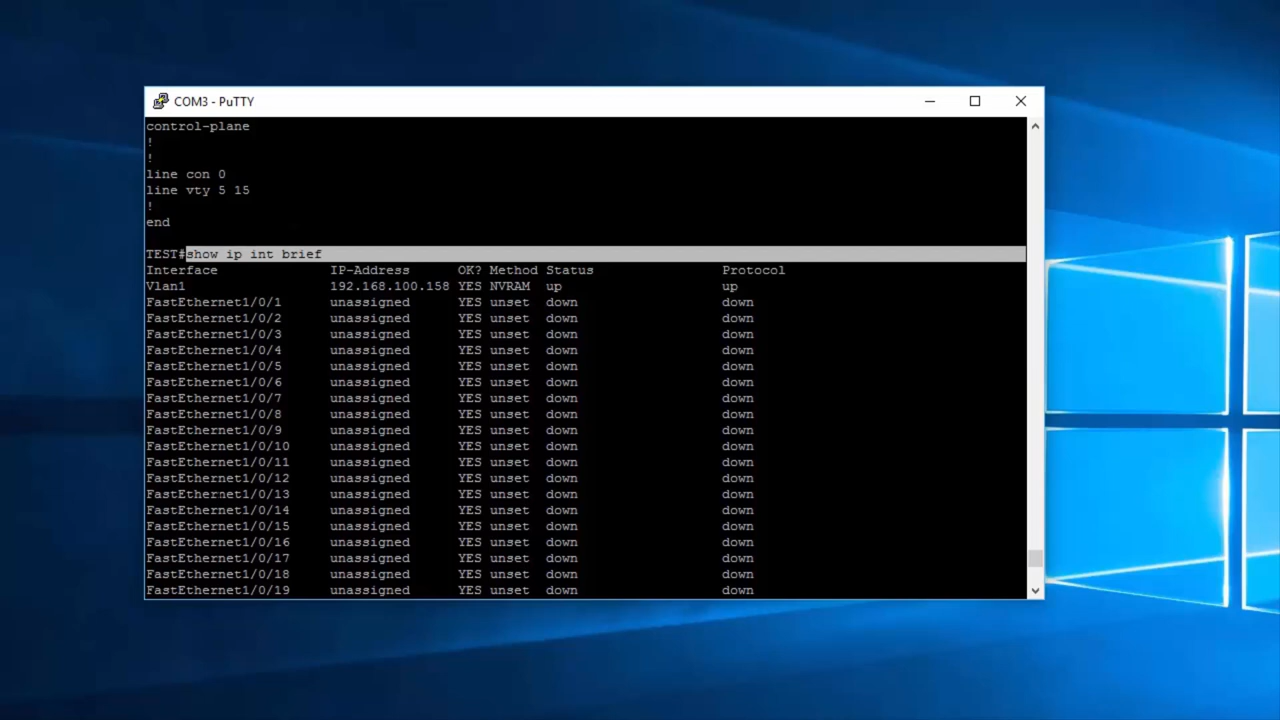 COM3 - PuTTY
control-plane
!
!
line con 0
line vty 5 15
!
end
TEST#show ip int brief
Interface IP-Address OK? Method Status Protocol
Vlan1 192.168.100.158 YES NVRAM up up
FastEthernet1/0/1 unassigned YES unset down down
FastEthernet1/0/2 unassigned YES unset down down
FastEthernet1/0/3 unassigned YES unset down down
FastEthernet1/0/4 unassigned YES unset down down
FastEthernet1/0/5 unassigned YES unset down down
FastEthernet1/0/6 unassigned YES unset down down
FastEthernet1/0/7 unassigned YES unset down down
FastEthernet1/0/8 unassigned YES unset down down
FastEthernet1/0/9 unassigned YES unset down down
FastEthernet1/0/10 unassigned YES unset down down
FastEthernet1/0/11 unassigned YES unset down down
FastEthernet1/0/12 unassigned YES unset down down
FastEthernet1/0/13 unassigned YES unset down down
FastEthernet1/0/14 unassigned YES unset down down
FastEthernet1/0/15 unassigned YES unset down down
FastEthernet1/0/16 unassigned YES unset down down
FastEthernet1/0/17 unassigned YES unset down down
FastEthernet1/0/18 unassigned YES unset down down
FastEthernet1/0/19 unassigned YES unset down down